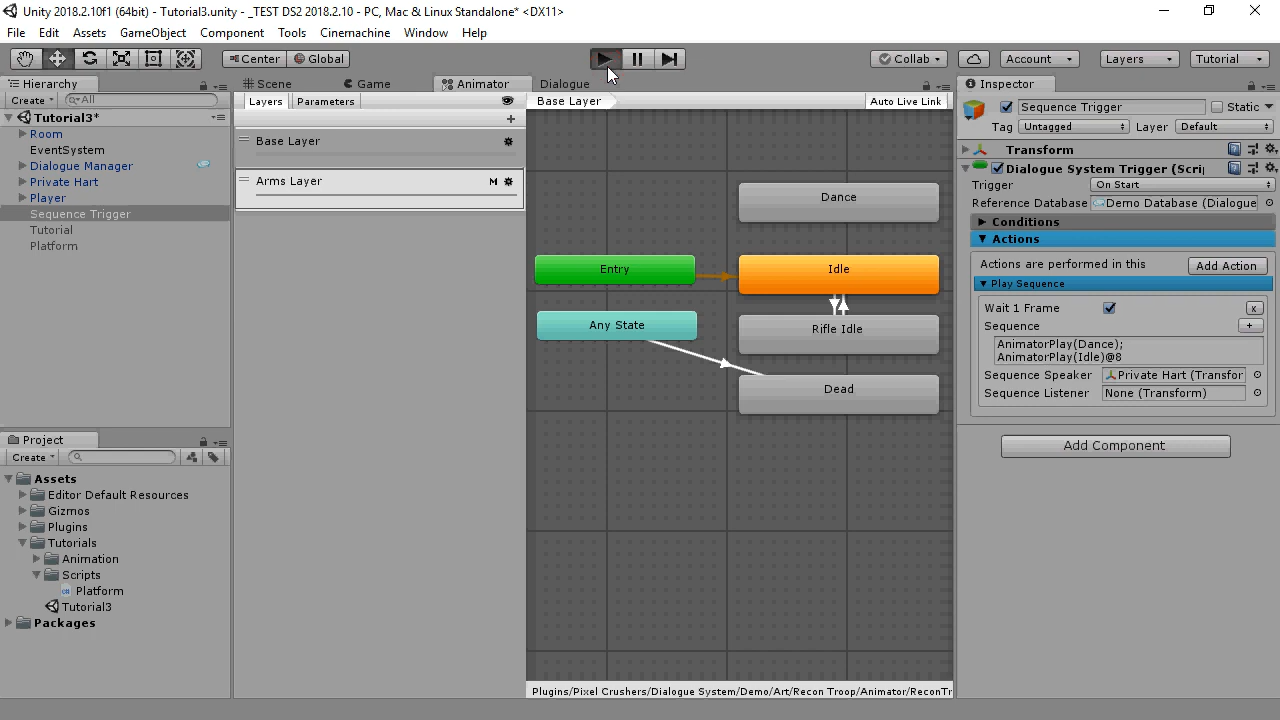 Unity 2018.2.10f1 (64bit) - Tutorial3.unity - _TEST DS2 2018.2.10 - PC, Mac & Linux Standalone* <DX11>
File Edit Assets GameObject Component Tools Cinemachine Window Help
Center Global Collab Account Layers Tutorial
Hierarchy Scene Game Animator Dialogue Inspector
Create All Layers Parameters Base Layer Auto Live Link Sequence Trigger Static
Tutorial3*
Room
EventSystem
Dialogue Manager
Private Hart
Player
Sequence Trigger
Tutorial
Platform
Project
Create
Assets
Editor Default Resources
Gizmos
Plugins
Tutorials
Animation
Scripts
Platform
Tutorial3
Packages
Base Layer
Arms Layer M
Dance
Entry
Idle
Any State
Rifle Idle
Dead
Plugins/Pixel Crushers/Dialogue System/Demo/Art/Recon Troop/Animator/ReconTr
Tag Untagged Layer Default
Transform
Dialogue System Trigger (Scri
Trigger On Start
Reference Database Demo Database (Dialogue
Conditions
Actions
Actions are performed in this Add Action
Play Sequence
Wait 1 Frame x
Sequence +
AnimatorPlay(Dance);
AnimatorPlay(Idle)@8
Sequence Speaker Private Hart (Transfor
Sequence Listener None (Transform)
Add Component